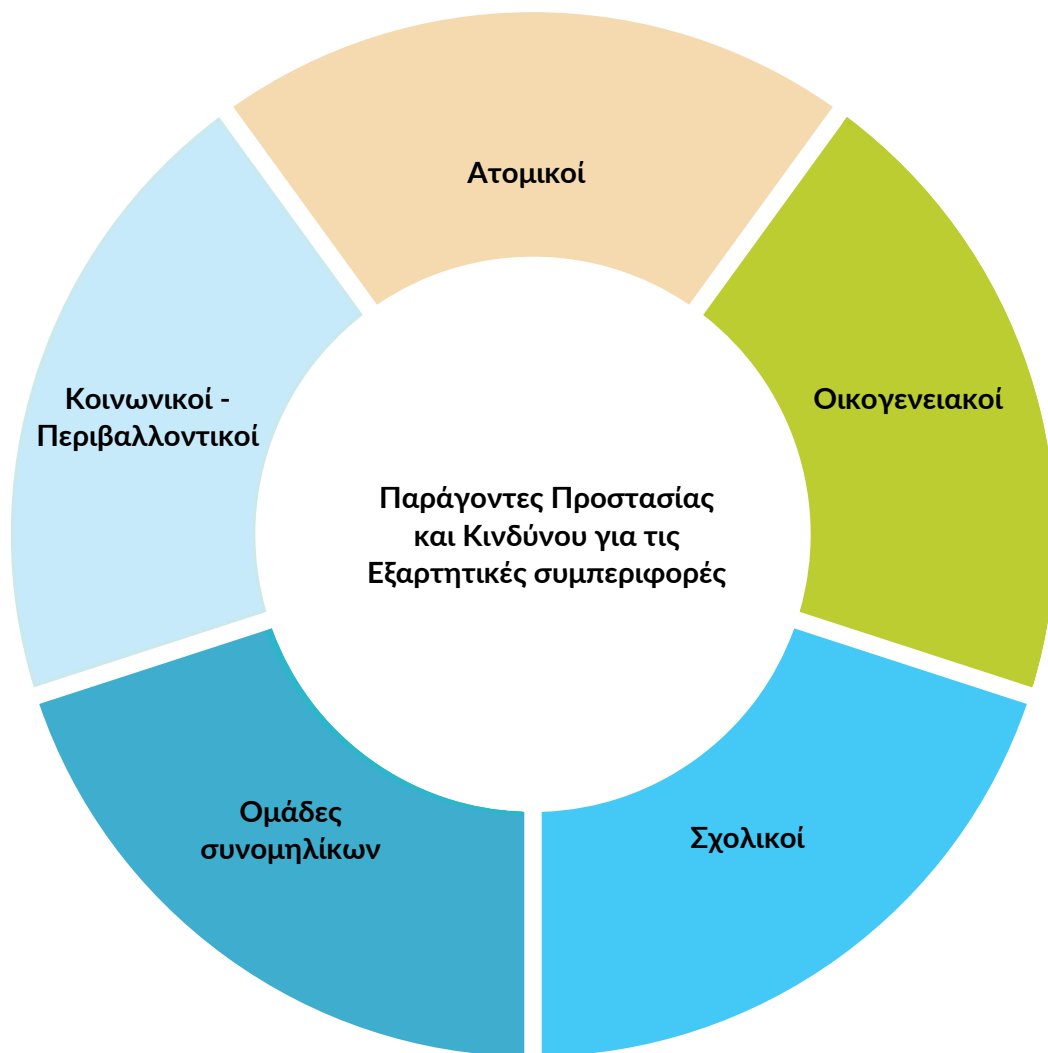 Ατομικοί
Οικογενειακοί
Κοινωνικοί -
Περιβαλλοντικοί
Παράγοντες Προστασίας
και Κινδύνου για τις
Εξαρτητικές συμπεριφορές
Ομάδες
συνομηλίκων
Σχολικοί